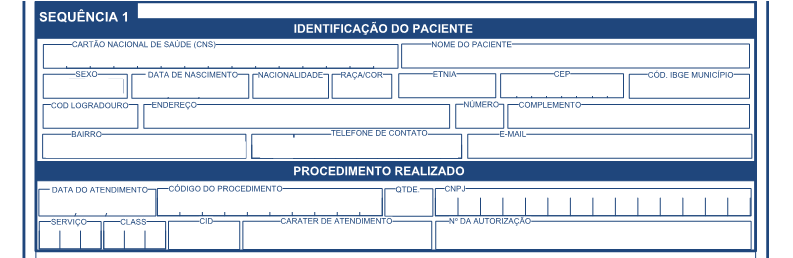 SEQUÊNCIA 1
IDENTIFICAÇÃO DO PACIENTE
CARTÃO NACIONAL DE SAÚDE (CNS) NOME DO PACIENTE
SEXO DATA DE NASCIMENTO NACIONALIDADE RAÇA/COR ETNIA CEP CÓD. IBGE MUNICÍPIO
COD LOGRADOURO ENDEREÇO NÚMERO COMPLEMENTO
BAIRRO TELEFONE DE CONTATO E-MAIL
PROCEDIMENTO REALIZADO
DATA DO ATENDIMENTO CÓDIGO DO PROCEDIMENTO QTDE. CNPJ
SERVIÇO CLASS CID CARATER DE ATENDIMENTO Nº DA AUTORIZAÇÃO